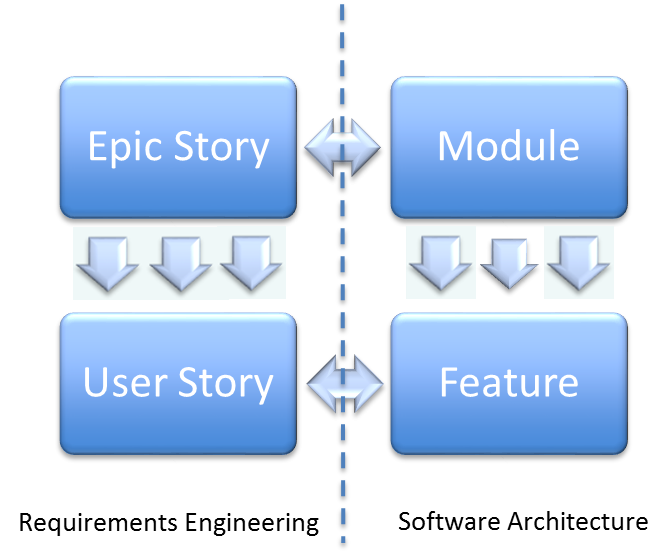 Epic Story
Module
User Story
Feature
Requirements Engineering
Software Architecture